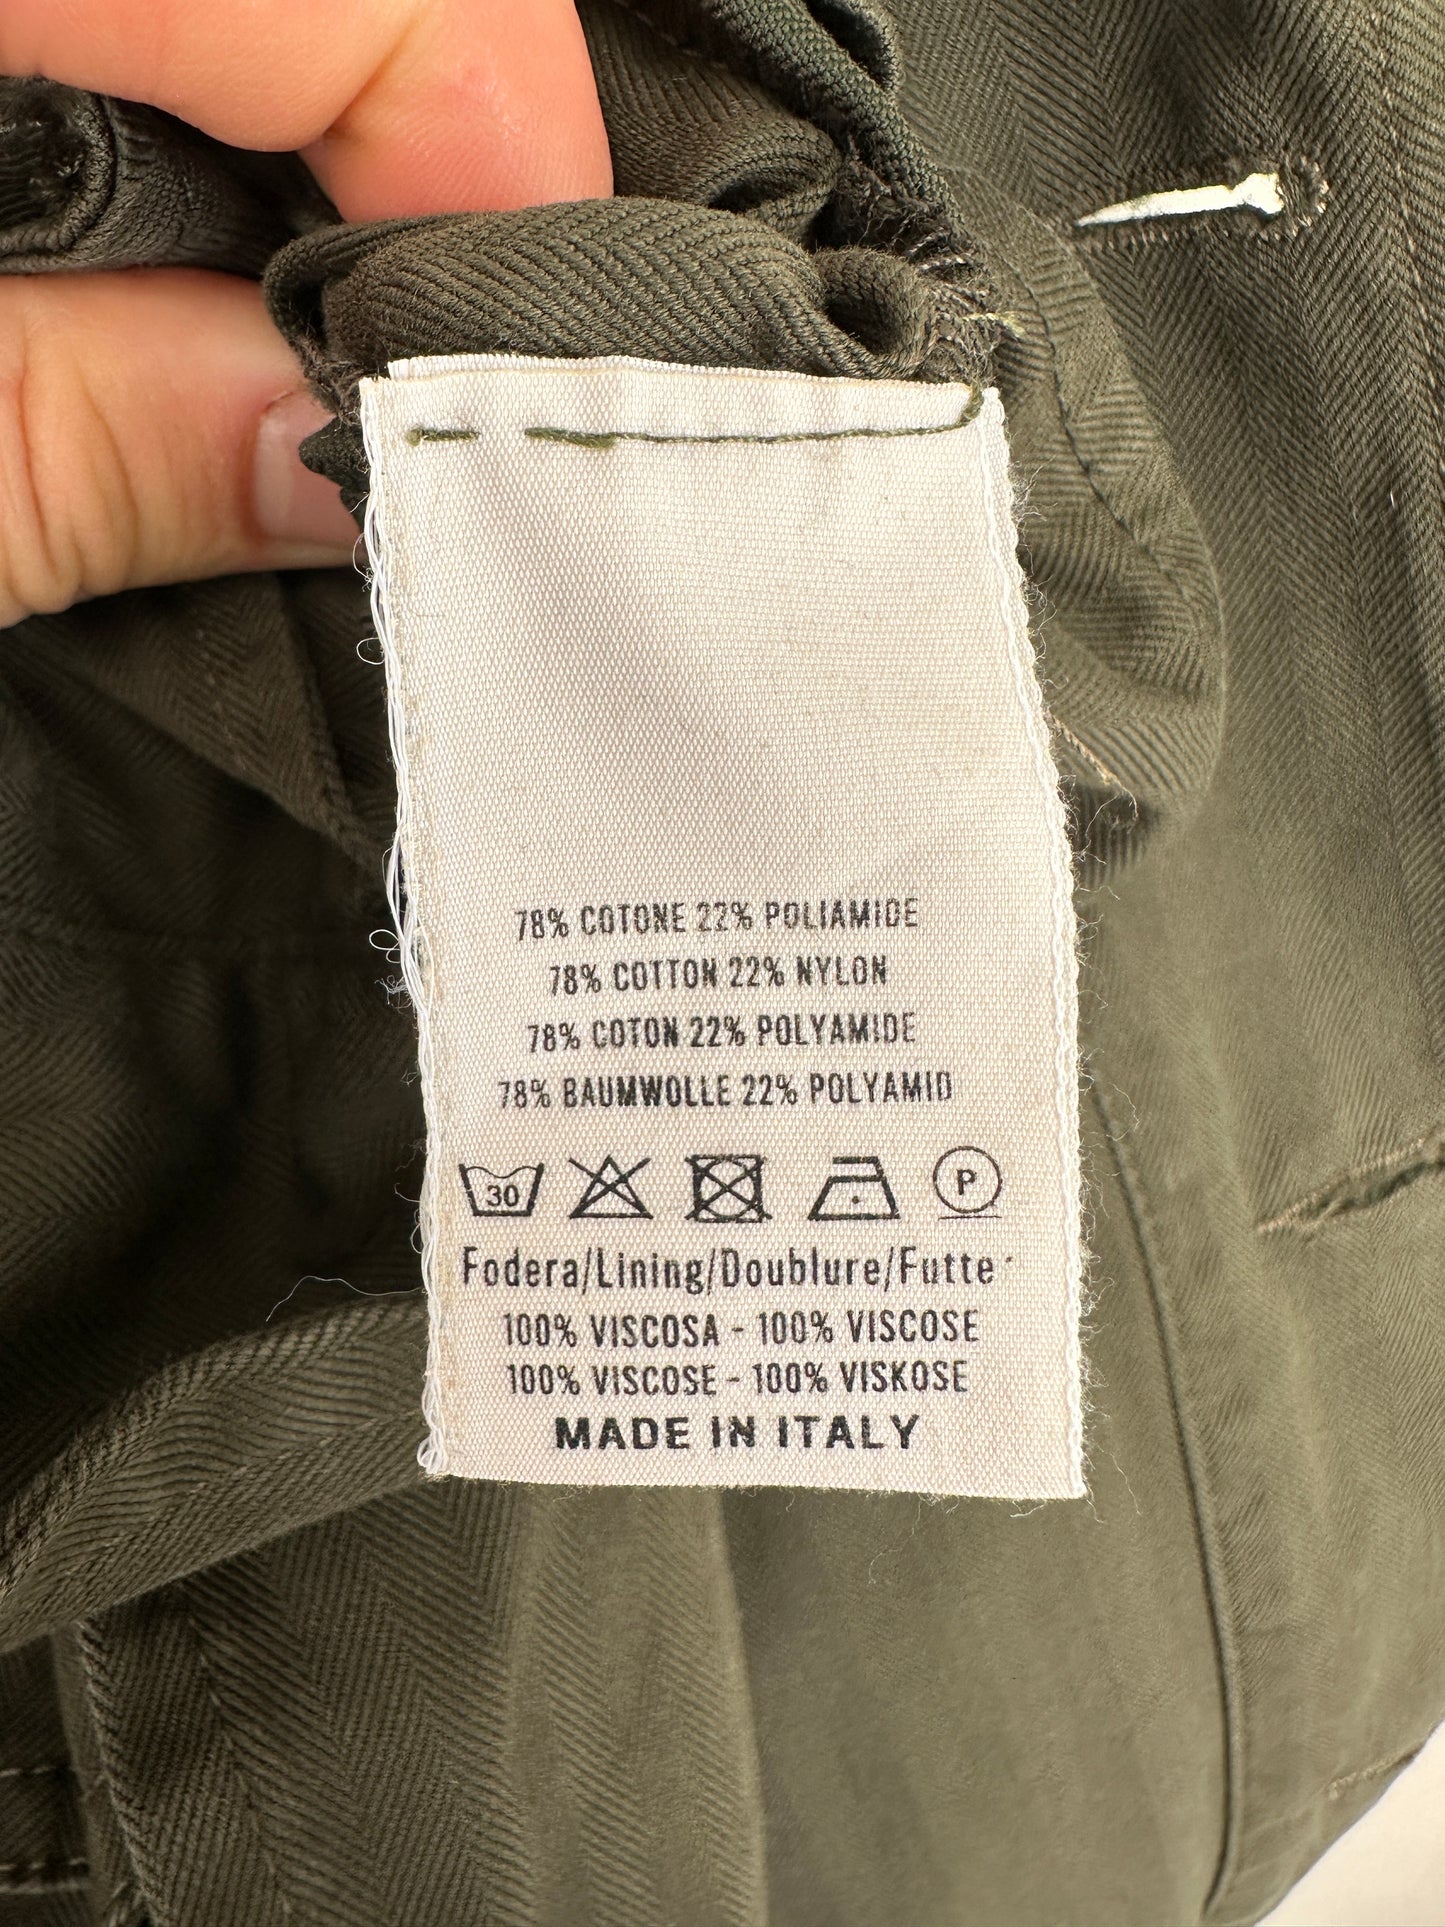 78% COTONE 22% POLIAMIDE
78% COTTON 22% NYLON
78% COTON 22% POLYAMIDE
78% BAUMWOLLE 22% POLYAMID
30 P
Fodera/Lining/Doublure/Futter
100% VISCOSA - 100% VISCOSE
100% VISCOSE - 100% VISKOSE
MADE IN ITALY